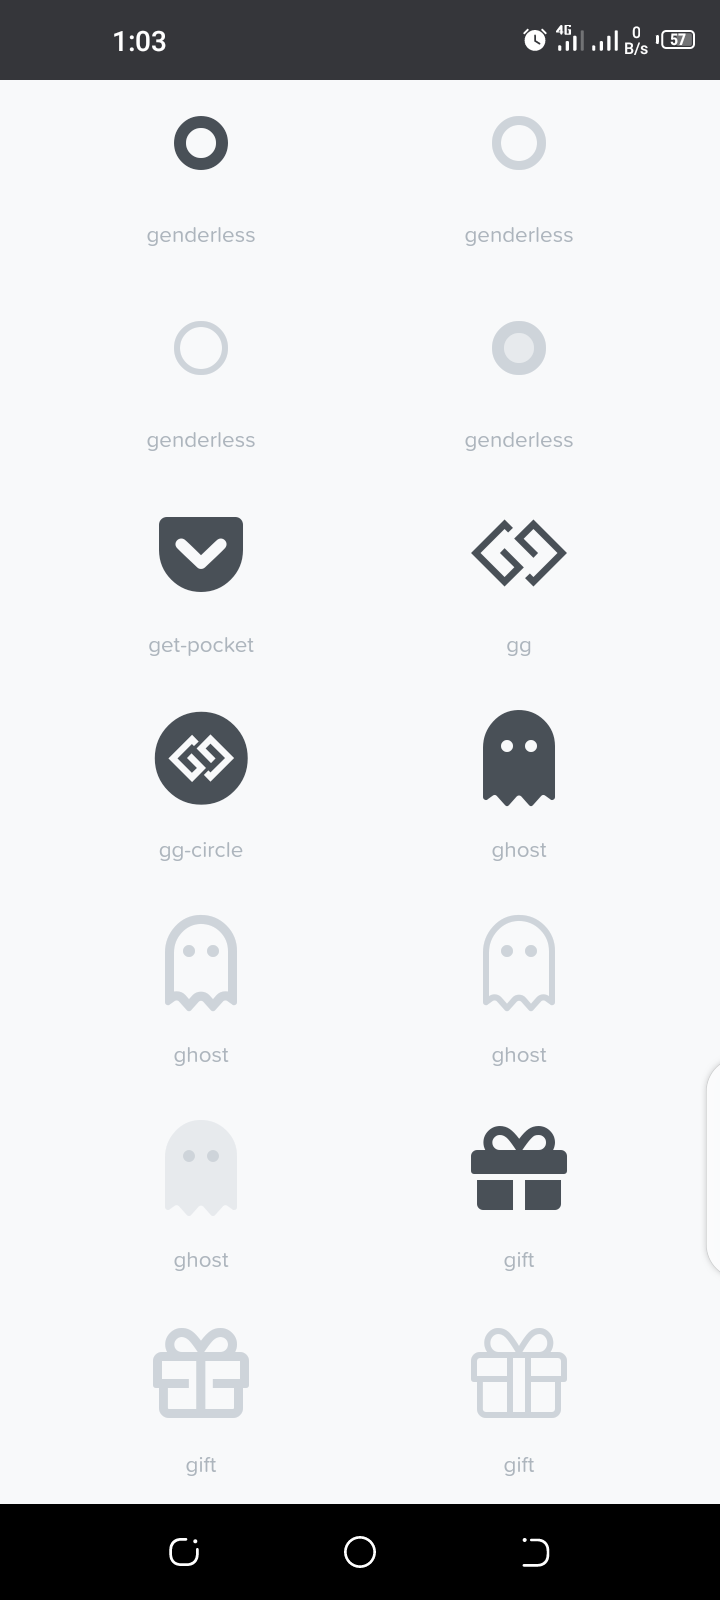 1:03 4G 0 B/s 57
genderless genderless
genderless genderless
get-pocket gg
gg-circle ghost
ghost ghost
ghost gift
gift gift